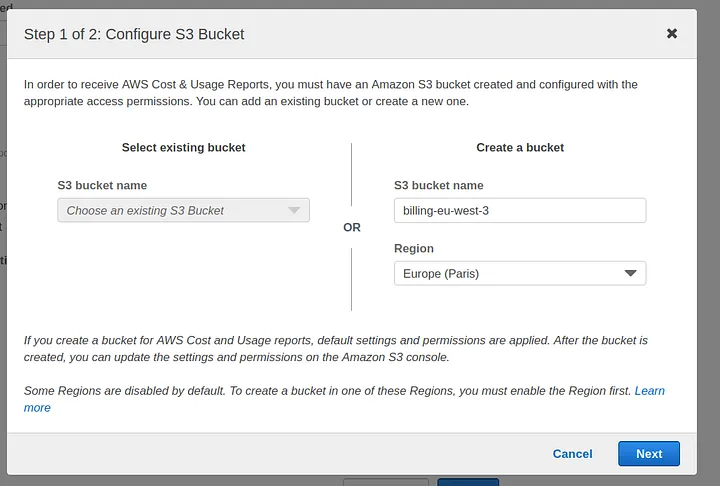 Step 1 of 2: Configure S3 Bucket
In order to receive AWS Cost & Usage Reports, you must have an Amazon S3 bucket created and configured with the
appropriate access permissions. You can add an existing bucket or create a new one.
Select existing bucket
S3 bucket name
Choose an existing S3 Bucket
OR
Create a bucket
S3 bucket name
billing-eu-west-3
Region
Europe (Paris)
If you create a bucket for AWS Cost and Usage reports, default settings and permissions are applied. After the bucket is
created, you can update the settings and permissions on the Amazon S3 console.
Some Regions are disabled by default. To create a bucket in one of these Regions, you must enable the Region first. Learn
more
Cancel
Next